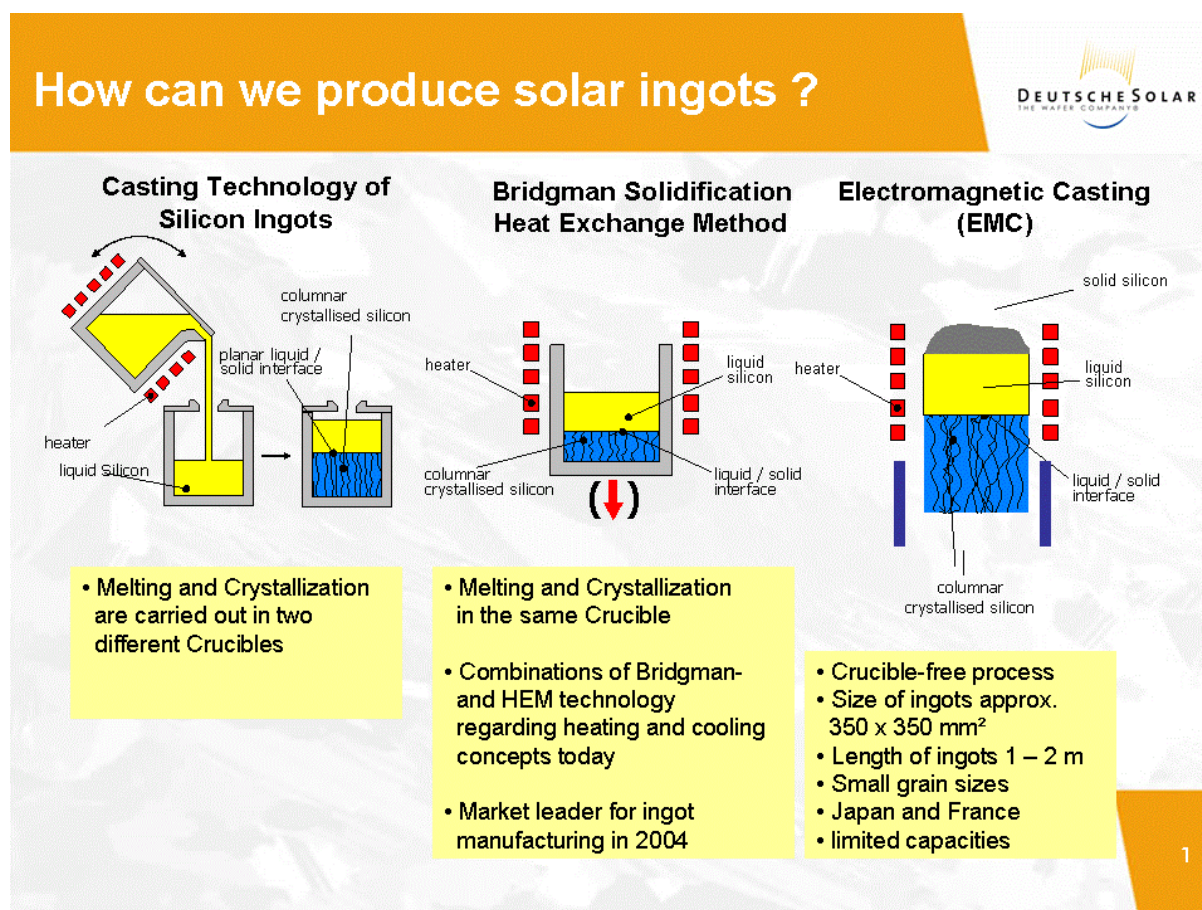 How can we produce solar ingots ?
DEUTSCHE SOLAR
THE WAFER COMPANY®
Casting Technology of
Silicon Ingots
columnar
crystallised silicon
planar liquid /
solid interface
heater
liquid Silicon
• Melting and Crystallization
are carried out in two
different Crucibles
Bridgman Solidification
Heat Exchange Method
heater
liquid
silicon
columnar
crystallised silicon
liquid / solid
interface
( )
• Melting and Crystallization
in the same Crucible
• Combinations of Bridgman-
and HEM technology
regarding heating and cooling
concepts today
• Market leader for ingot
manufacturing in 2004
Electromagnetic Casting
(EMC)
solid silicon
heater
liquid
silicon
liquid / solid
interface
columnar
crystallised silicon
• Crucible-free process
• Size of ingots approx.
350 x 350 mm²
• Length of ingots 1 – 2 m
• Small grain sizes
• Japan and France
• limited capacities
1